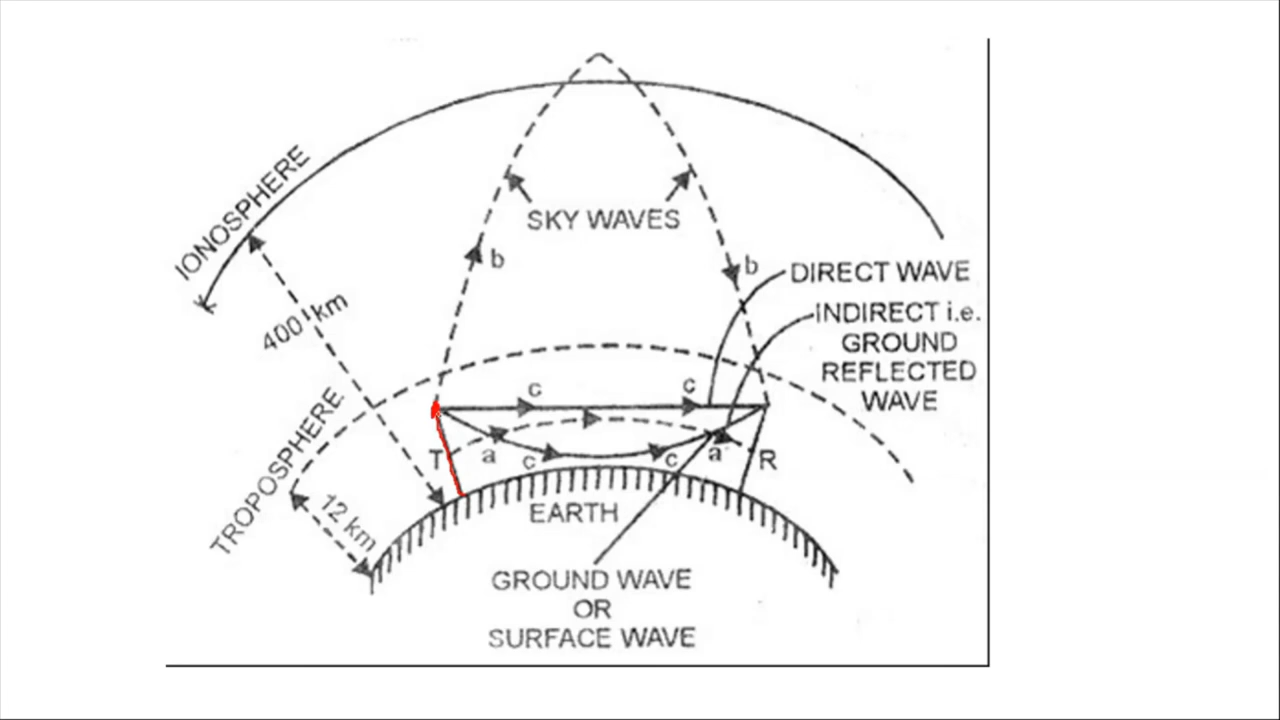 IONOSPHERE
SKY WAVES
b
b
DIRECT WAVE
400 km
INDIRECT i.e.
GROUND
REFLECTED
WAVE
TROPOSPHERE
c
c
T
a
c
c
a
R
12 km
EARTH
GROUND WAVE
OR
SURFACE WAVE